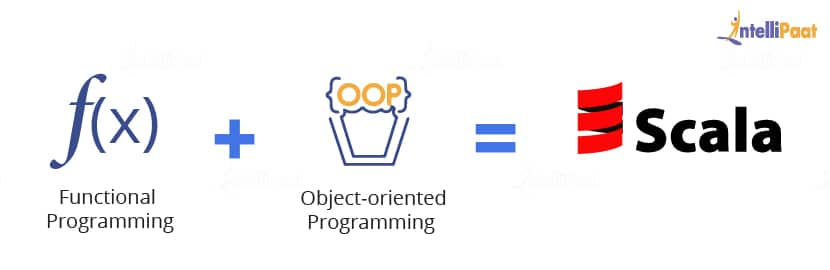 IntelliPaat
f(x)
+
{OOP}
=
Scala
Functional
Programming
Object-oriented
Programming